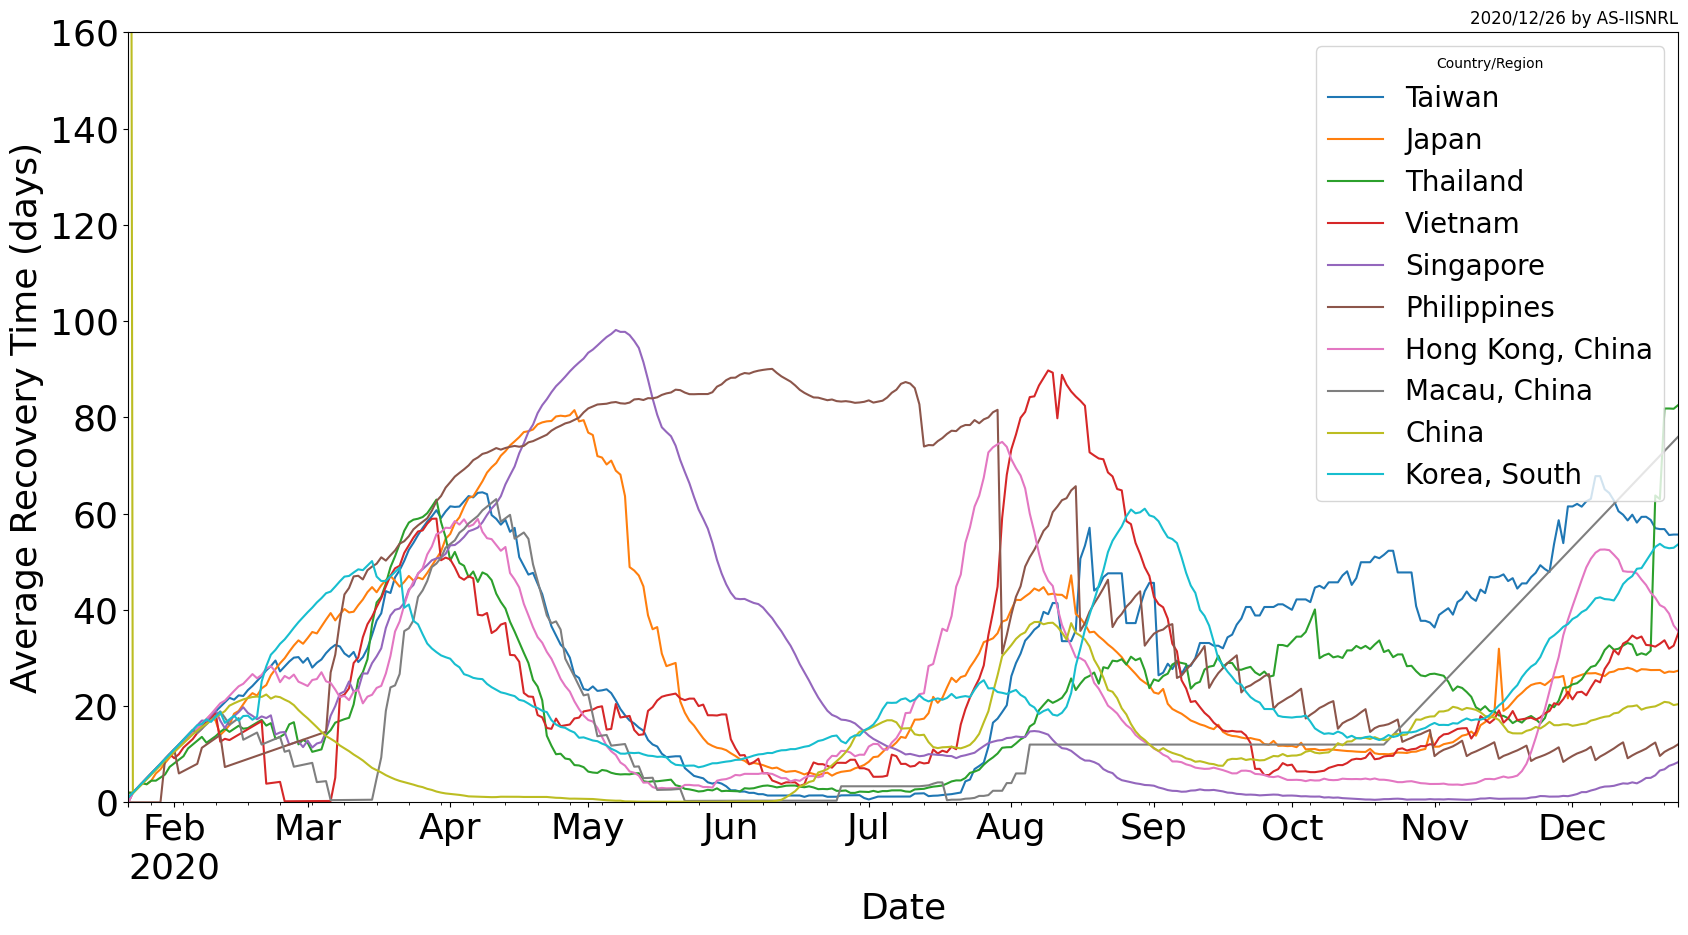 2020/12/26 by AS-IISNRL
Average Recovery Time (days)
160
140
120
100
80
60
40
20
0
Country/Region
Taiwan
Japan
Thailand
Vietnam
Singapore
Philippines
Hong Kong, China
Macau, China
China
Korea, South
Feb Mar Apr May Jun Jul Aug Sep Oct Nov Dec
2020
Date